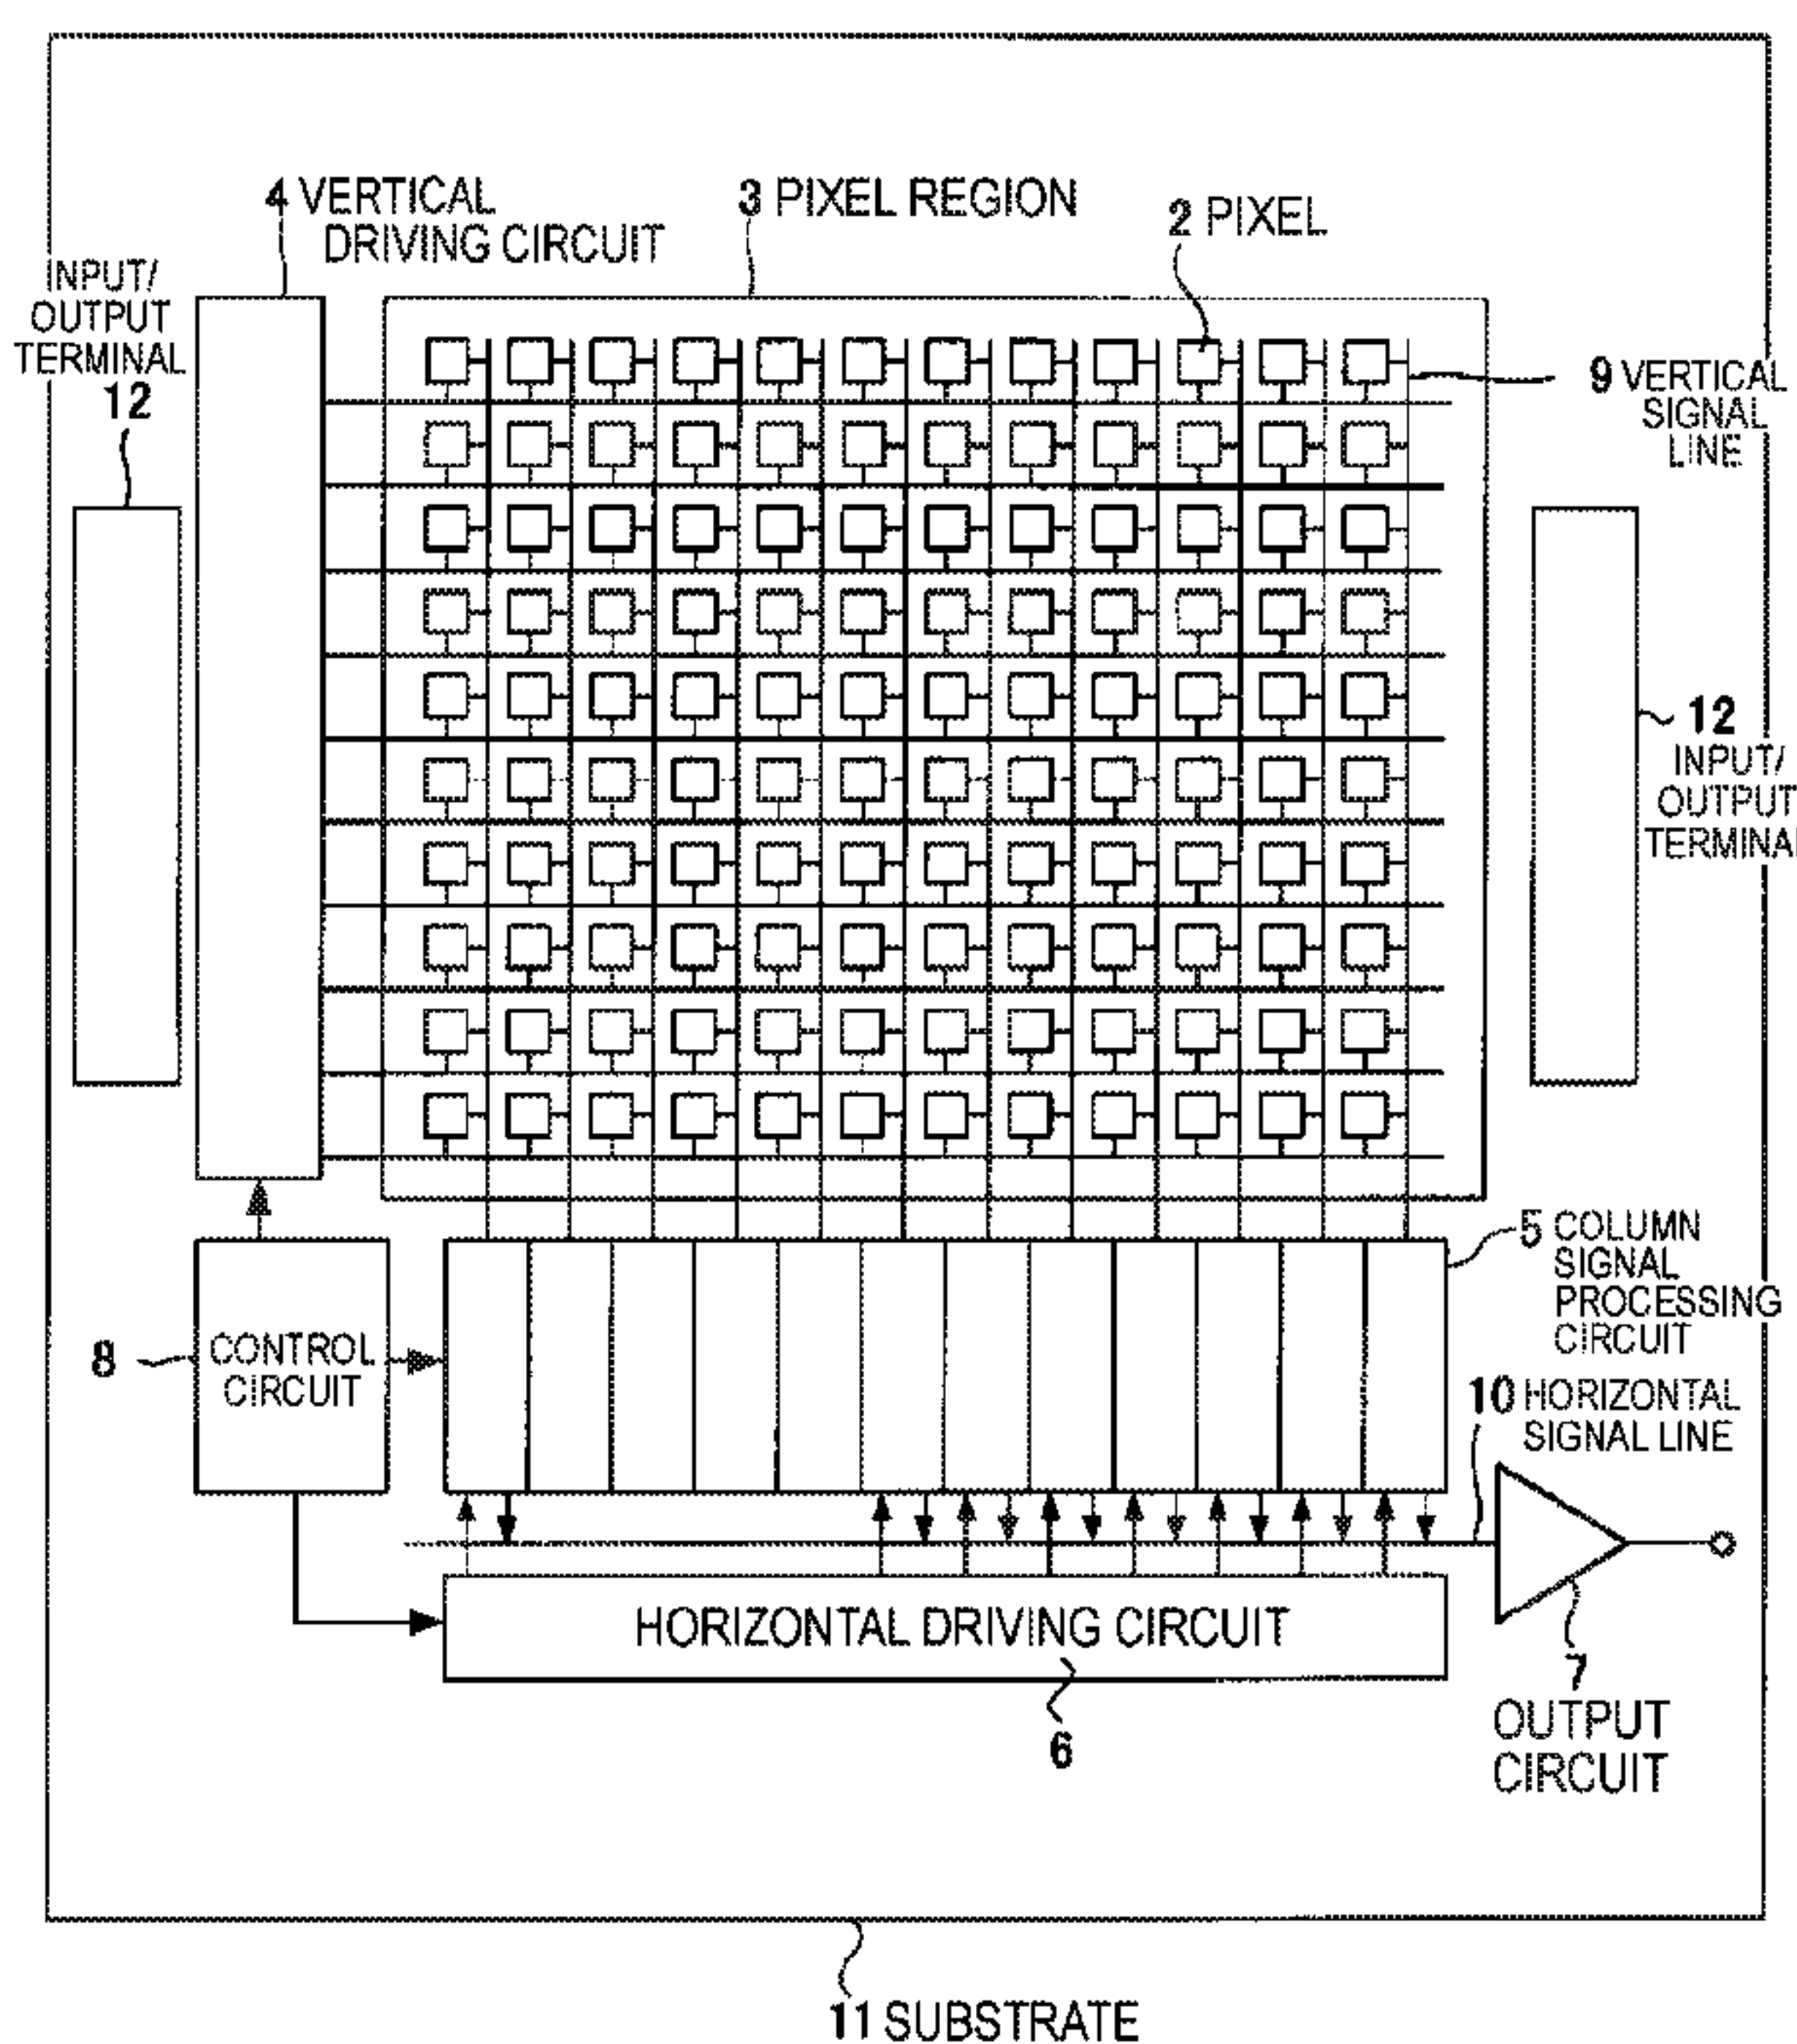 4 VERTICAL
DRIVING CIRCUIT
3 PIXEL REGION
2 PIXEL
INPUT/
OUTPUT
TERMINAL
12
9 VERTICAL
SIGNAL
LINE
12
INPUT/
OUTPUT
TERMINAL
5 COLUMN
SIGNAL
PROCESSING
CIRCUIT
8
CONTROL
CIRCUIT
10 HORIZONTAL
SIGNAL LINE
HORIZONTAL DRIVING CIRCUIT
6
7
OUTPUT
CIRCUIT
11 SUBSTRATE